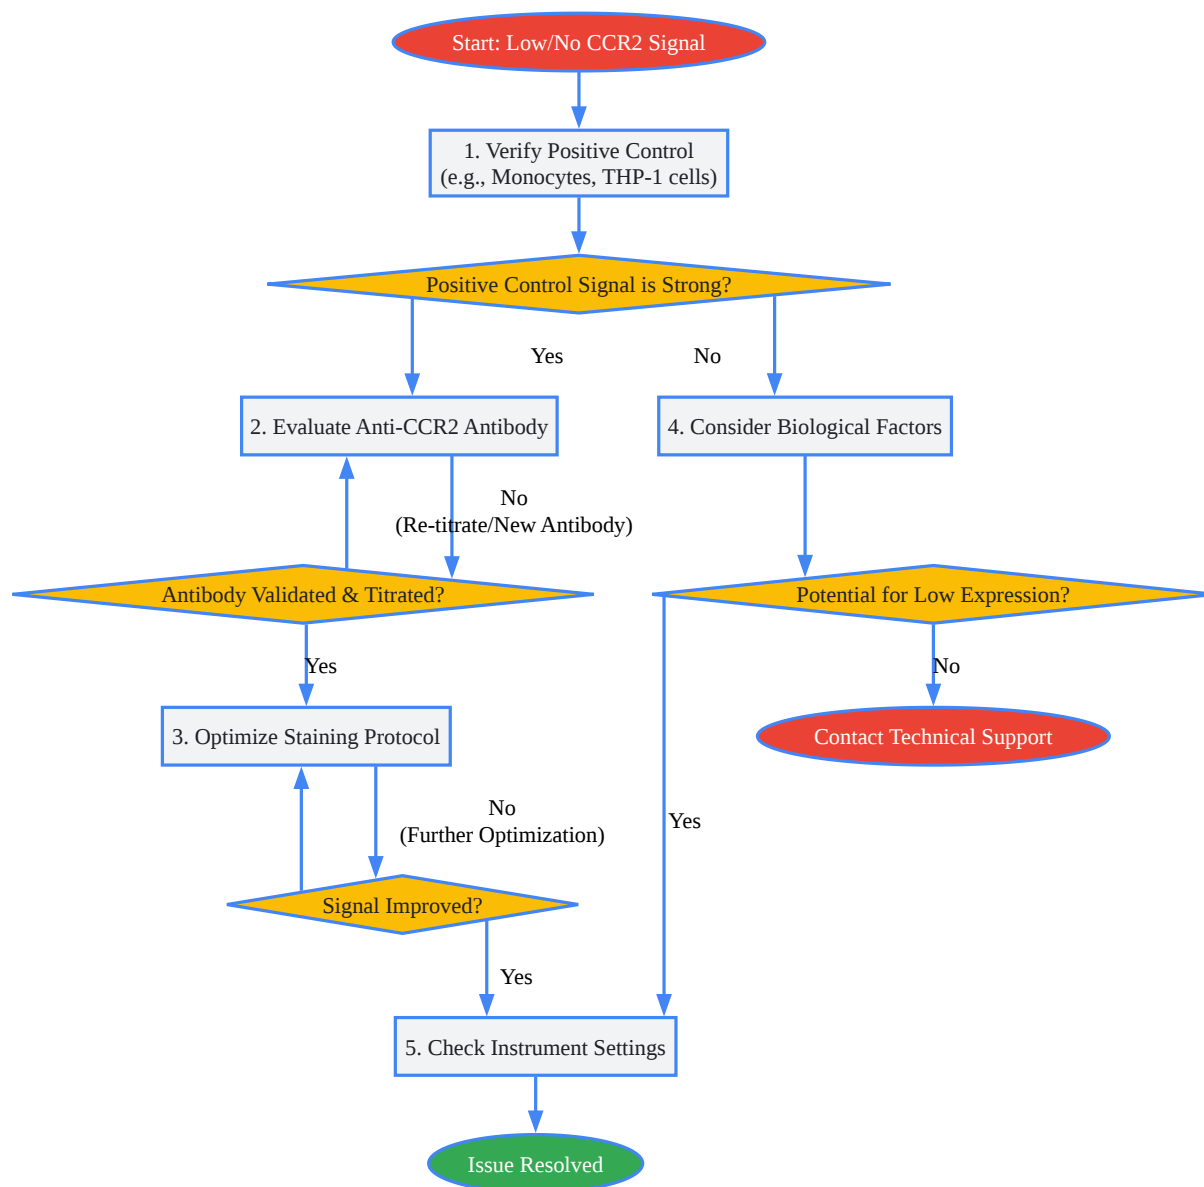 Start: Low/No CCR2 Signal
1. Verify Positive Control
(e.g., Monocytes, THP-1 cells)
Positive Control Signal is Strong?
Yes
No
2. Evaluate Anti-CCR2 Antibody
4. Consider Biological Factors
No
(Re-titrate/New Antibody)
Antibody Validated & Titrated?
Potential for Low Expression?
Yes
No
3. Optimize Staining Protocol
Contact Technical Support
No
(Further Optimization)
Yes
Signal Improved?
Yes
5. Check Instrument Settings
Issue Resolved